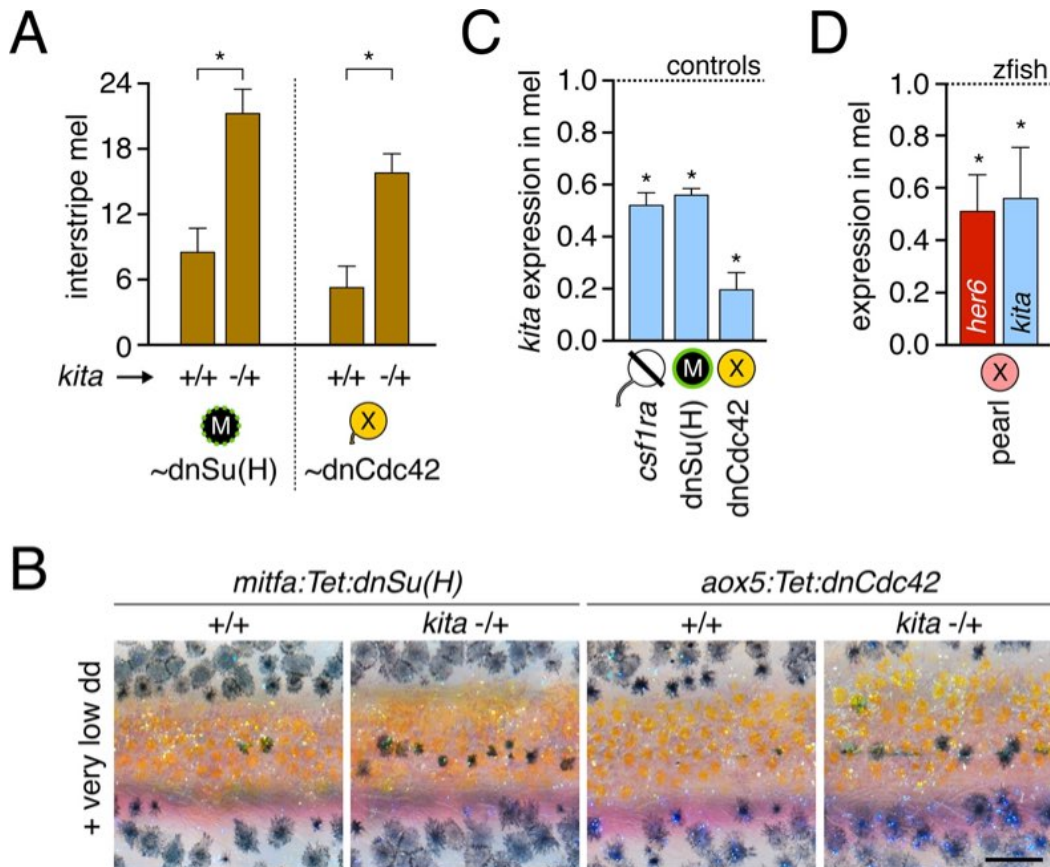 A
* *
24
18
12
6
0
interstripe mel
kita → +/+ -/+ +/+ -/+
M X
~dnSu(H) ~dnCdc42
C
controls
1.0
0.8
0.6
0.4
0.2
0.0
kita expression in mel
* * *
M X
csf1ra
dnSu(H)
dnCdc42
D
zfish
1.0
0.8
0.6
0.4
0.2
0.0
expression in mel
* *
her6
kita
X
pearl
B
mitfa:Tet:dnSu(H) aox5:Tet:dnCdc42
+/+ kita -/+ +/+ kita -/+
+ very low dd